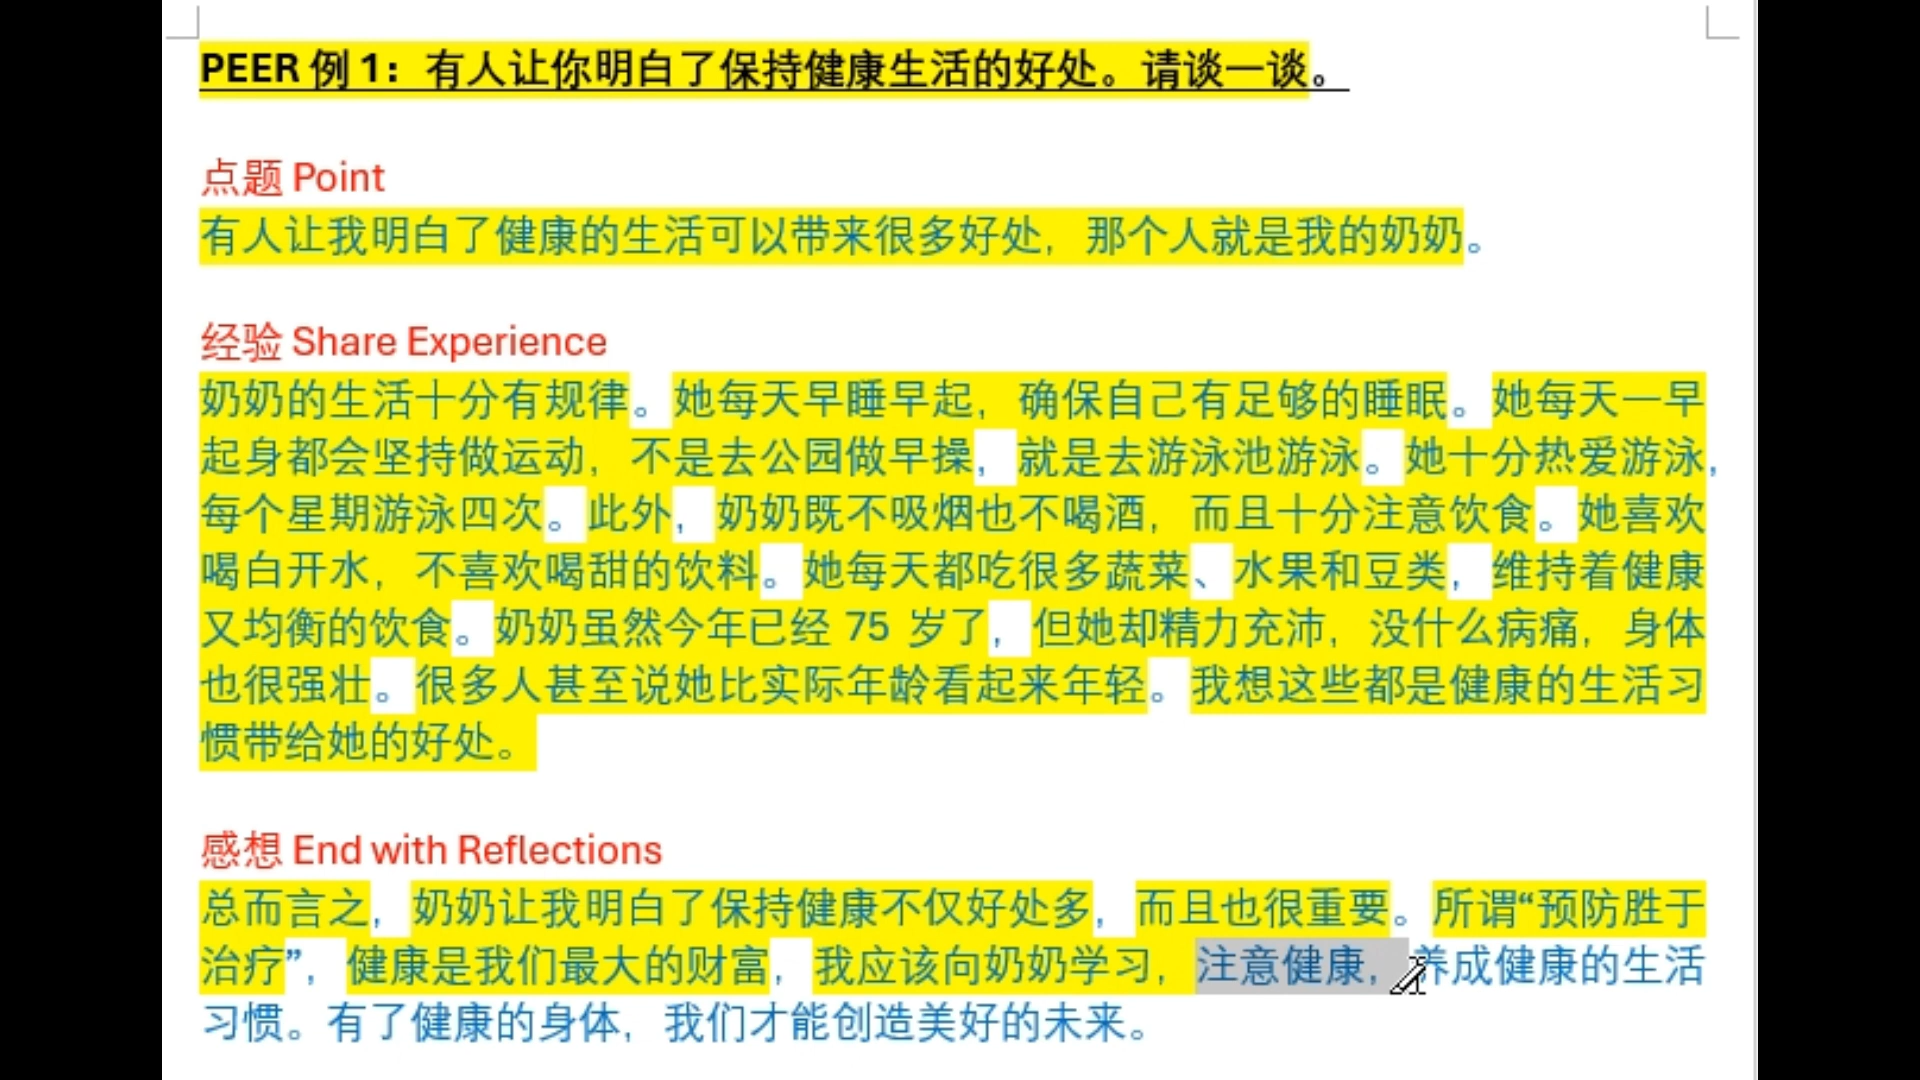 PEER 例 1：有人让你明白了保持健康生活的好处。请谈一谈。
点题 Point
有人让我明白了健康的生活可以带来很多好处，那个人就是我的奶奶。
经验 Share Experience
奶奶的生活十分有规律。她每天早睡早起，确保自己有足够的睡眠。她每天一早
起身都会坚持做运动，不是去公园做早操，就是去游泳池游泳。她十分热爱游泳，
每个星期游泳四次。此外，奶奶既不吸烟也不喝酒，而且十分注意饮食。她喜欢
喝白开水，不喜欢喝甜的饮料。她每天都吃很多蔬菜、水果和豆类，维持着健康
又均衡的饮食。奶奶虽然今年已经 75 岁了，但她却精力充沛，没什么病痛，身体
也很强壮。很多人甚至说她比实际年龄看起来年轻。我想这些都是健康的生活习
惯带给她的好处。
感想 End with Reflections
总而言之，奶奶让我明白了保持健康不仅好处多，而且也很重要。所谓“预防胜于
治疗”，健康是我们最大的财富，我应该向奶奶学习，注意健康，养成健康的生活
习惯。有了健康的身体，我们才能创造美好的未来。